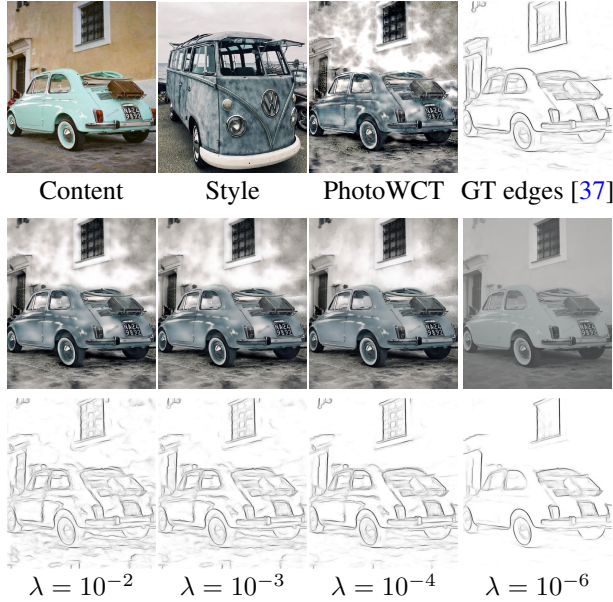 Content Style PhotoWCT GT edges [37]
λ = 10⁻² λ = 10⁻³ λ = 10⁻⁴ λ = 10⁻⁶